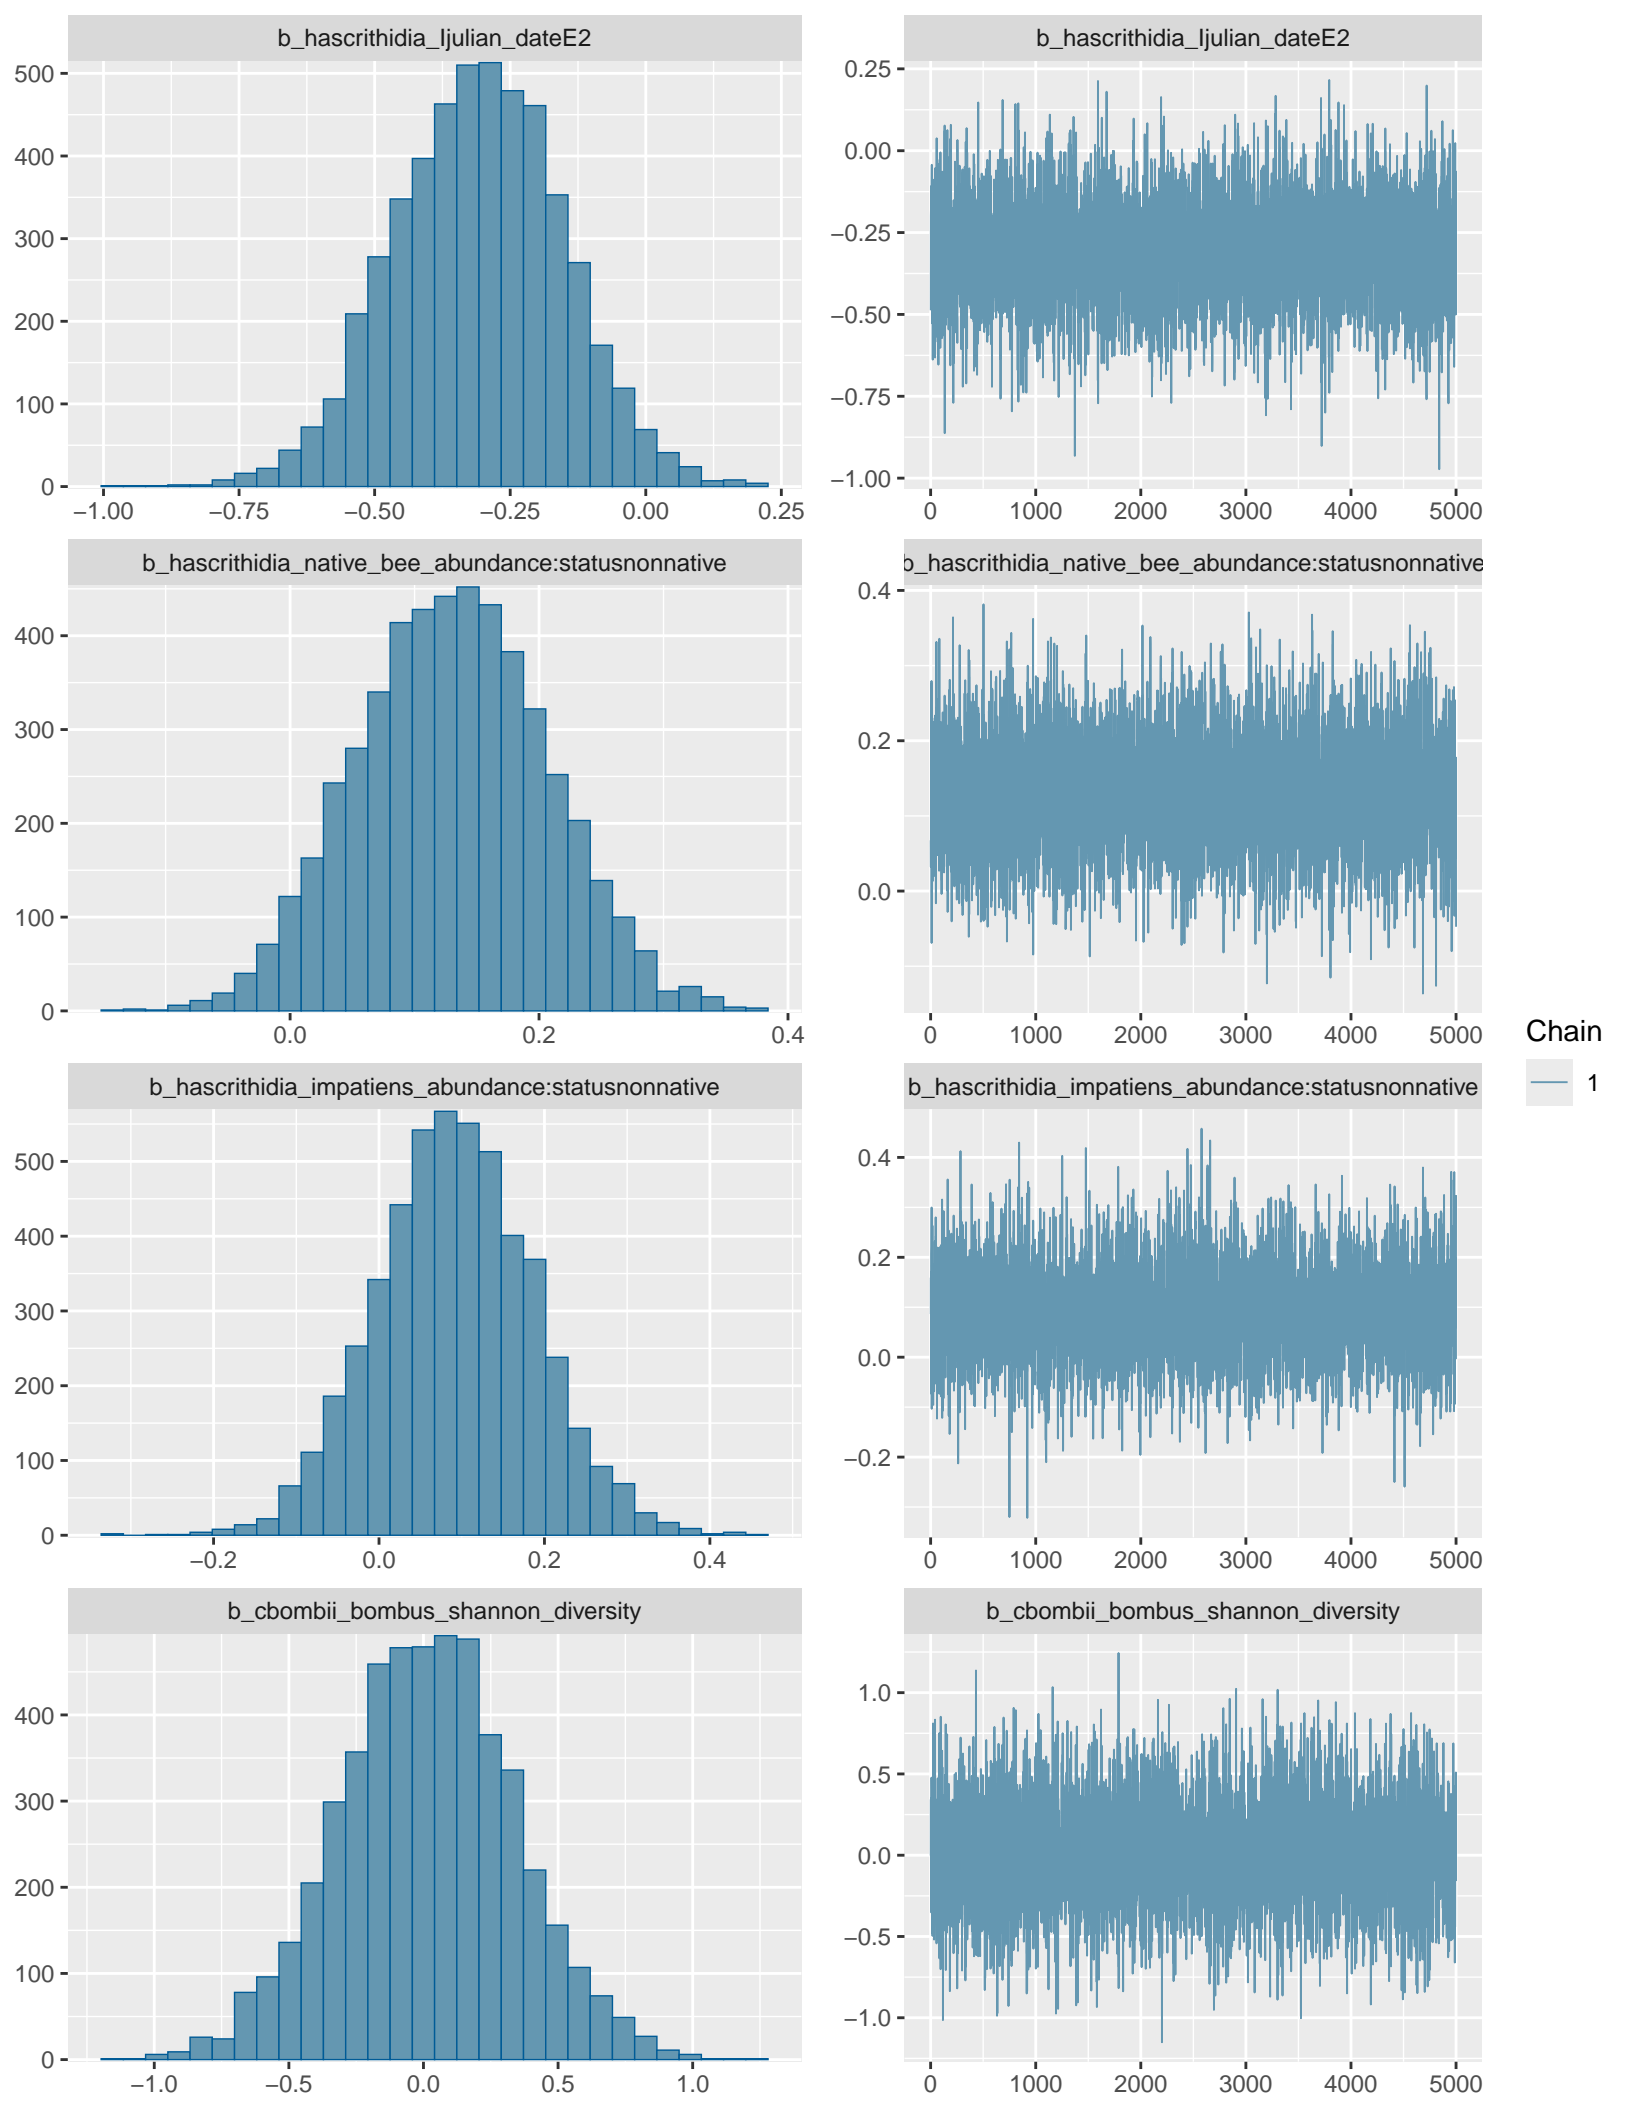 b_hascrithidia_Ijulian_dateE2
b_hascrithidia_Ijulian_dateE2
500
400
300
200
100
0
−1.00 −0.75 −0.50 −0.25 0.00 0.25
0.25
0.00
−0.25
−0.50
−0.75
−1.00
0 1000 2000 3000 4000 5000
b_hascrithidia_native_bee_abundance:statusnonnative
b_hascrithidia_native_bee_abundance:statusnonnative
400
300
200
100
0
0.0 0.2 0.4
0.4
0.2
0.0
0 1000 2000 3000 4000 5000
b_hascrithidia_impatiens_abundance:statusnonnative
b_hascrithidia_impatiens_abundance:statusnonnative
500
400
300
200
100
0
−0.2 0.0 0.2 0.4
0.4
0.2
0.0
−0.2
0 1000 2000 3000 4000 5000
b_cbombii_bombus_shannon_diversity
b_cbombii_bombus_shannon_diversity
400
300
200
100
0
−1.0 −0.5 0.0 0.5 1.0
1.0
0.5
0.0
−0.5
−1.0
0 1000 2000 3000 4000 5000
Chain
1